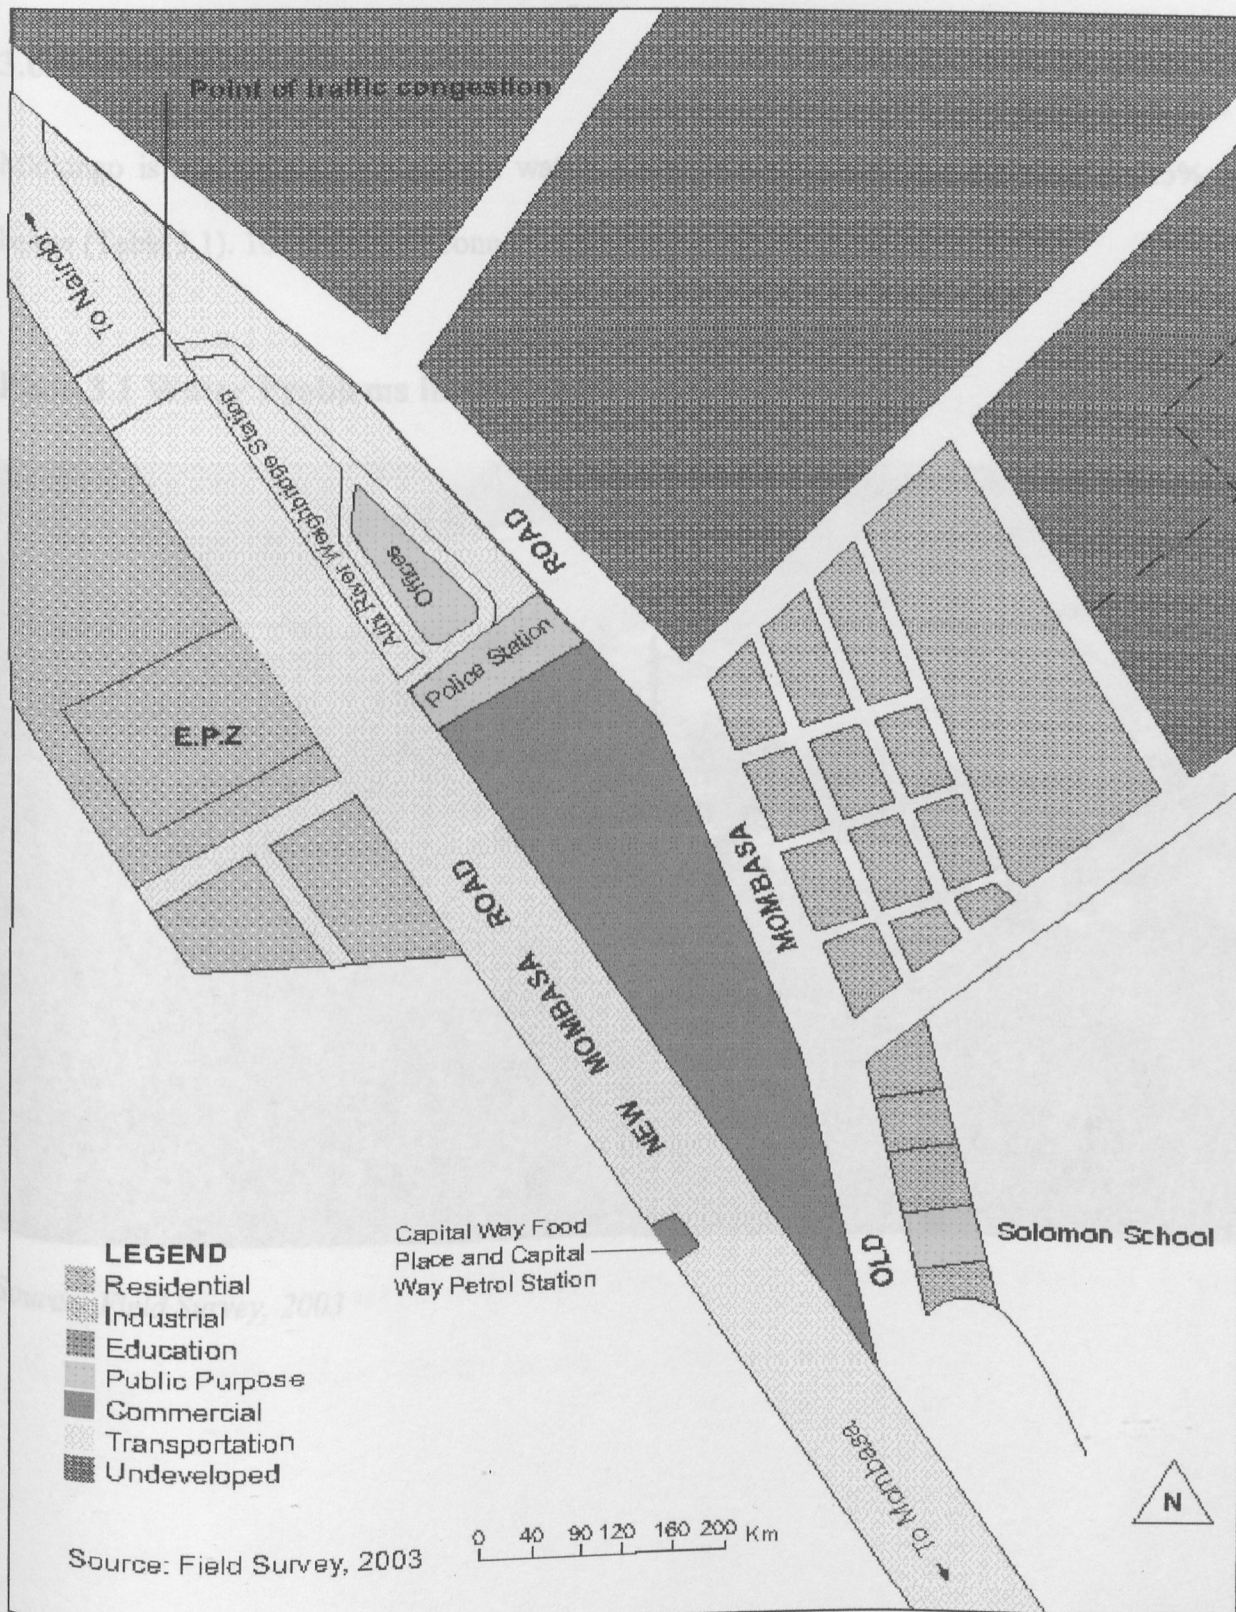 Point of traffic congestion
To Nairobi
Athi River Weighbridge Station
Offices
Police Station
ROAD
E.P.Z
MOMBASA
OLD
NEW MOMBASA ROAD
Capital Way Food
Place and Capital
Way Petrol Station
Solomon School
To Mombasa
LEGEND
Residential
Industrial
Education
Public Purpose
Commercial
Transportation
Undeveloped
0 40 90 120 160 200 Km
N
Source: Field Survey, 2003